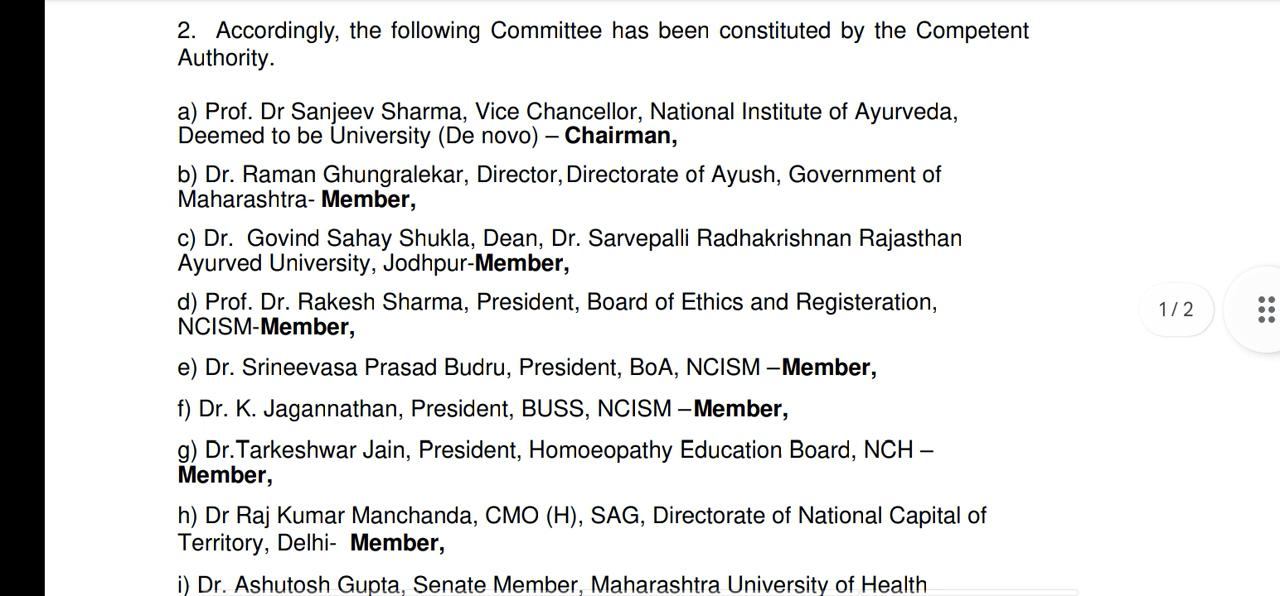 2. Accordingly, the following Committee has been constituted by the Competent
Authority.
a) Prof. Dr Sanjeev Sharma, Vice Chancellor, National Institute of Ayurveda,
Deemed to be University (De novo) – Chairman,
b) Dr. Raman Ghungralekar, Director, Directorate of Ayush, Government of
Maharashtra- Member,
c) Dr. Govind Sahay Shukla, Dean, Dr. Sarvepalli Radhakrishnan Rajasthan
Ayurved University, Jodhpur-Member,
d) Prof. Dr. Rakesh Sharma, President, Board of Ethics and Registeration,
NCISM-Member,
e) Dr. Srineevasa Prasad Budru, President, BoA, NCISM –Member,
f) Dr. K. Jagannathan, President, BUSS, NCISM –Member,
g) Dr.Tarkeshwar Jain, President, Homoeopathy Education Board, NCH –
Member,
h) Dr Raj Kumar Manchanda, CMO (H), SAG, Directorate of National Capital of
Territory, Delhi- Member,
i) Dr. Ashutosh Gupta, Senate Member, Maharashtra University of Health
1 / 2